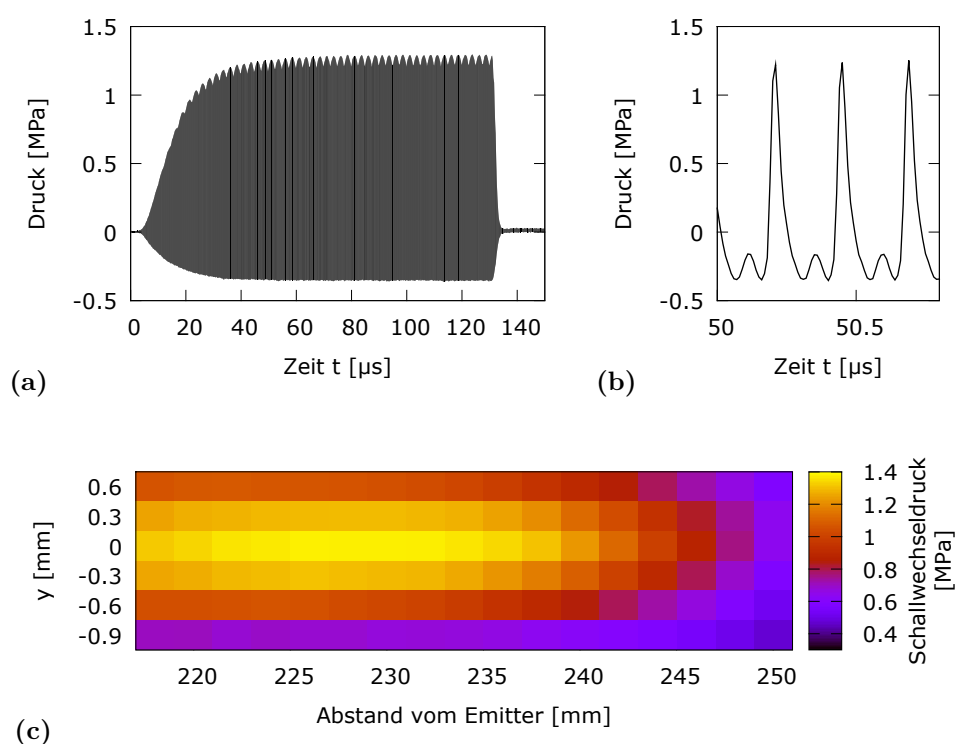 1.5
1
0.5
0
-0.5
Druck [MPa]
0 20 40 60 80 100 120 140
Zeit t [µs]
(a)
1.5
1
0.5
0
-0.5
Druck [MPa]
50 50.5
Zeit t [µs]
(b)
0.6
0.3
0
-0.3
-0.6
-0.9
y [mm]
220 225 230 235 240 245 250
Abstand vom Emitter [mm]
1.4
1.2
1
0.8
0.6
0.4
Schallwechseldruck
[MPa]
(c)